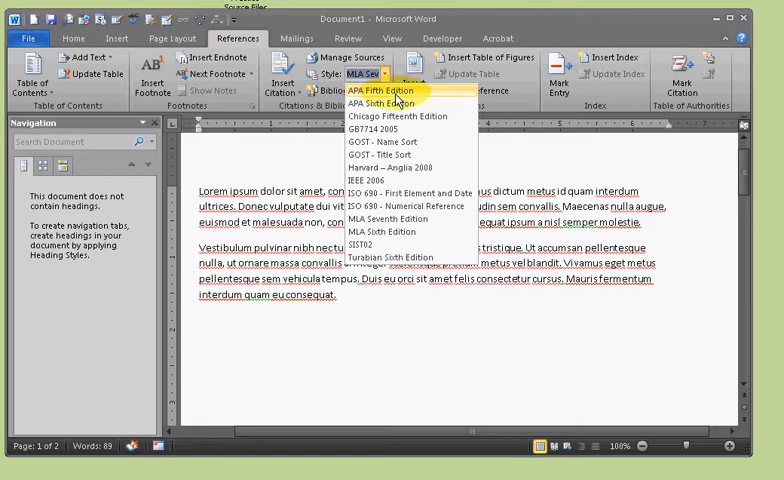 Source Files
Document1 - Microsoft Word
File Home Insert Page Layout References Mailings Review View Developer Acrobat
Table of Contents
Add Text
Update Table
Table of Contents
AB1
Insert Footnote
Insert Endnote
Next Footnote
Show Notes
Footnotes
Insert Citation
Manage Sources
Style: MLA Sev
Citations & Bib
Insert Table of Figures
Update Table
Mark Entry
Insert Index
Update Index
Index
Mark Citation
Table of Authorities
APA Fifth Edition
APA Sixth Edition
Chicago Fifteenth Edition
GB7714 2005
GOST - Name Sort
GOST - Title Sort
Harvard – Anglia 2008
IEEE 2006
ISO 690 - First Element and Date
ISO 690 - Numerical Reference
MLA Seventh Edition
MLA Sixth Edition
SIST02
Turabian Sixth Edition
Navigation
Search Document
This document does not
contain headings.
To create navigation tabs,
create headings in your
document by applying
Heading Styles.
Lorem ipsum dolor sit amet, con us dictum metus id metus varius
ultrices. Donec vulputate dui vit sem convallis. Maecenas nulla augue,
euismod et malesuada non, equat ipsum a nisl semper molestie.
Vestibulum pulvinar nibh nec tristique. Ut accumsan pellentesque
nulla, ut ornare massa convallis metus vel blandit. Vivamus eget metus
pellentesque sem vehicula tempus. Duis eu orci sit amet felis consectetur cursus. Mauris fermentum
interdum quam eu consequat.
Page: 1 of 2 Words: 89 100%